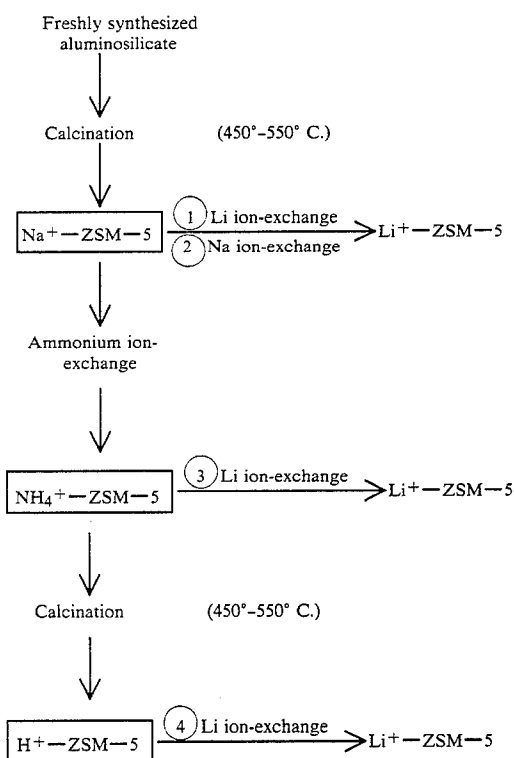 Freshly synthesized
aluminosilicate
Calcination (450°-550° C.)
Na+—ZSM—5
1 Li ion-exchange
2 Na ion-exchange
Li+—ZSM—5
Ammonium ion-
exchange
NH4+—ZSM—5
3 Li ion-exchange
Li+—ZSM—5
Calcination (450°-550° C.)
H+—ZSM—5
4 Li ion-exchange
Li+—ZSM—5